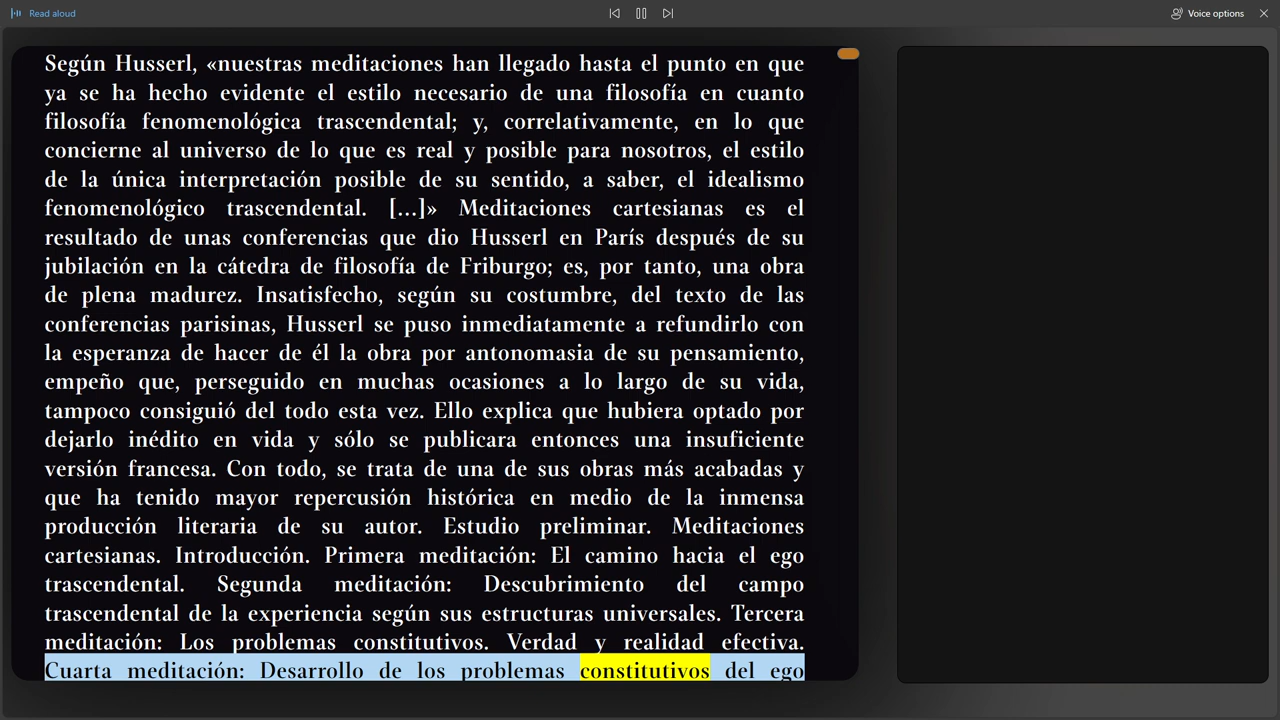 Read aloud
Voice options
Según Husserl, «nuestras meditaciones han llegado hasta el punto en que
ya se ha hecho evidente el estilo necesario de una filosofía en cuanto
filosofía fenomenológica trascendental; y, correlativamente, en lo que
concierne al universo de lo que es real y posible para nosotros, el estilo
de la única interpretación posible de su sentido, a saber, el idealismo
fenomenológico trascendental. [...]» Meditaciones cartesianas es el
resultado de unas conferencias que dio Husserl en París después de su
jubilación en la cátedra de filosofía de Friburgo; es, por tanto, una obra
de plena madurez. Insatisfecho, según su costumbre, del texto de las
conferencias parisinas, Husserl se puso inmediatamente a refundirlo con
la esperanza de hacer de él la obra por antonomasia de su pensamiento,
empeño que, perseguido en muchas ocasiones a lo largo de su vida,
tampoco consiguió del todo esta vez. Ello explica que hubiera optado por
dejarlo inédito en vida y sólo se publicara entonces una insuficiente
versión francesa. Con todo, se trata de una de sus obras más acabadas y
que ha tenido mayor repercusión histórica en medio de la inmensa
producción literaria de su autor. Estudio preliminar. Meditaciones
cartesianas. Introducción. Primera meditación: El camino hacia el ego
trascendental. Segunda meditación: Descubrimiento del campo
trascendental de la experiencia según sus estructuras universales. Tercera
meditación: Los problemas constitutivos. Verdad y realidad efectiva.
Cuarta meditación: Desarrollo de los problemas constitutivos del ego